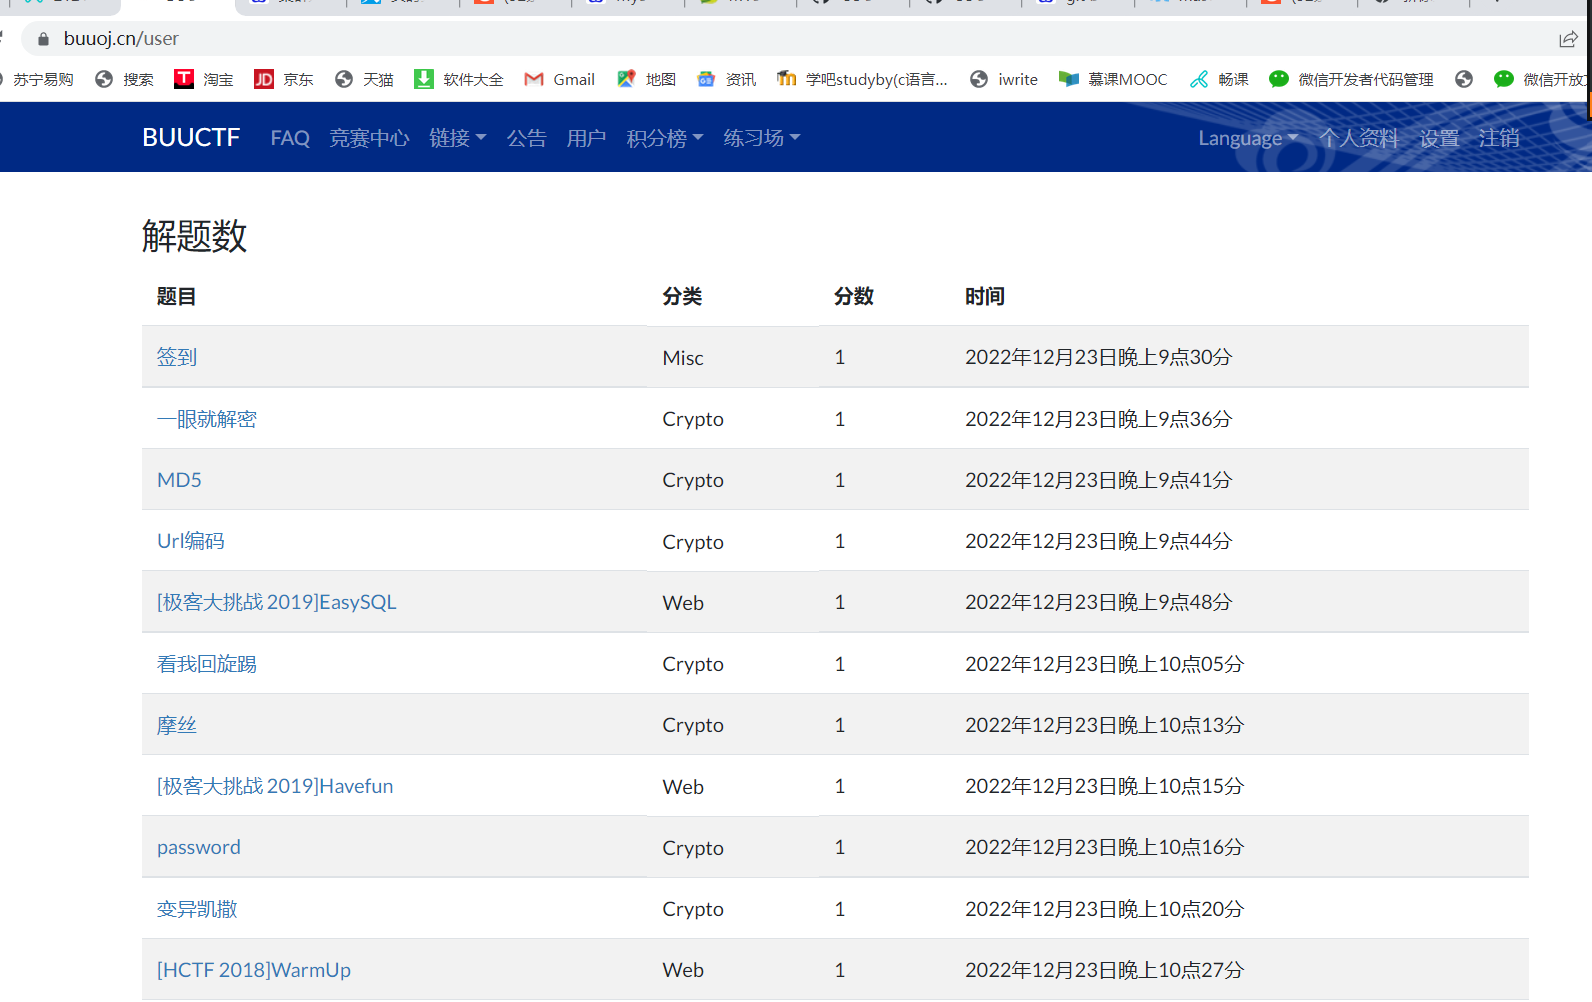 buuoj.cn/user
苏宁易购 搜索 淘宝 京东 天猫 软件大全 Gmail 地图 资讯 学吧studyby(c语言... iwrite 慕课MOOC 畅课 微信开发者代码管理 微信开放
BUUCTF FAQ 竞赛中心 链接 公告 用户 积分榜 练习场 Language 个人资料 设置 注销
解题数
题目 分类 分数 时间
签到 Misc 1 2022年12月23日晚上9点30分
一眼就解密 Crypto 1 2022年12月23日晚上9点36分
MD5 Crypto 1 2022年12月23日晚上9点41分
Url编码 Crypto 1 2022年12月23日晚上9点44分
[极客大挑战 2019]EasySQL Web 1 2022年12月23日晚上9点48分
看我回旋踢 Crypto 1 2022年12月23日晚上10点05分
摩丝 Crypto 1 2022年12月23日晚上10点13分
[极客大挑战 2019]Havefun Web 1 2022年12月23日晚上10点15分
password Crypto 1 2022年12月23日晚上10点16分
变异凯撒 Crypto 1 2022年12月23日晚上10点20分
[HCTF 2018]WarmUp Web 1 2022年12月23日晚上10点27分